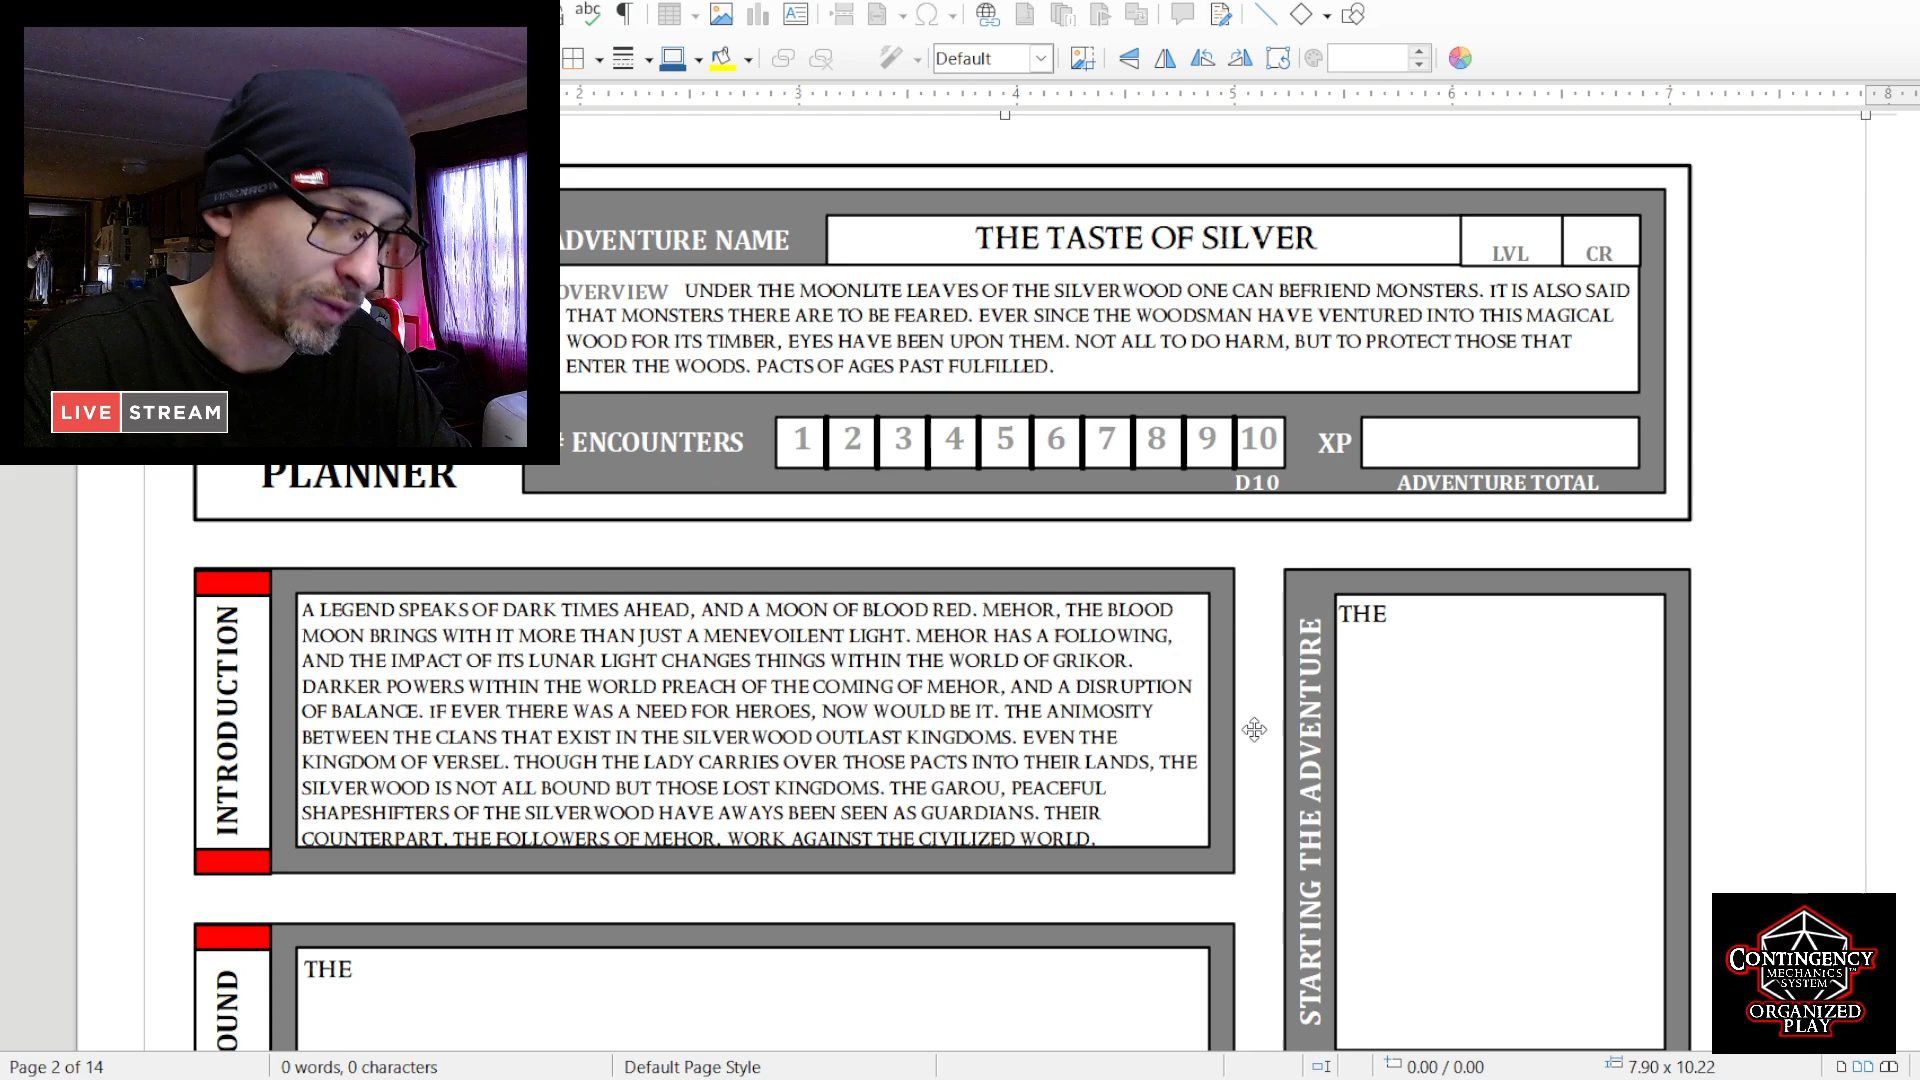 abc
Default
2 3 4 5 6 7 8
ADVENTURE NAME
THE TASTE OF SILVER
LVL
CR
OVERVIEW UNDER THE MOONLITE LEAVES OF THE SILVERWOOD ONE CAN BEFRIEND MONSTERS. IT IS ALSO SAID
THAT MONSTERS THERE ARE TO BE FEARED. EVER SINCE THE WOODSMAN HAVE VENTURED INTO THIS MAGICAL
WOOD FOR ITS TIMBER, EYES HAVE BEEN UPON THEM. NOT ALL TO DO HARM, BUT TO PROTECT THOSE THAT
ENTER THE WOODS. PACTS OF AGES PAST FULFILLED.
LIVE STREAM
ENCOUNTERS
1 2 3 4 5 6 7 8 9 10
XP
PLANNER
D10
ADVENTURE TOTAL
INTRODUCTION
A LEGEND SPEAKS OF DARK TIMES AHEAD, AND A MOON OF BLOOD RED. MEHOR, THE BLOOD
MOON BRINGS WITH IT MORE THAN JUST A MENEVOILENT LIGHT. MEHOR HAS A FOLLOWING,
AND THE IMPACT OF ITS LUNAR LIGHT CHANGES THINGS WITHIN THE WORLD OF GRIKOR.
DARKER POWERS WITHIN THE WORLD PREACH OF THE COMING OF MEHOR, AND A DISRUPTION
OF BALANCE. IF EVER THERE WAS A NEED FOR HEROES, NOW WOULD BE IT. THE ANIMOSITY
BETWEEN THE CLANS THAT EXIST IN THE SILVERWOOD OUTLAST KINGDOMS. EVEN THE
KINGDOM OF VERSEL. THOUGH THE LADY CARRIES OVER THOSE PACTS INTO THEIR LANDS, THE
SILVERWOOD IS NOT ALL BOUND BUT THOSE LOST KINGDOMS. THE GAROU, PEACEFUL
SHAPESHIFTERS OF THE SILVERWOOD HAVE AWAYS BEEN SEEN AS GUARDIANS. THEIR
COUNTERPART, THE FOLLOWERS OF MEHOR, WORK AGAINST THE CIVILIZED WORLD,
STARTING THE ADVENTURE
THE
OUND
THE
CONTINGENCY
MECHANICS
SYSTEM
ORGANIZED
PLAY
Page 2 of 14
0 words, 0 characters
Default Page Style
0.00 / 0.00
7.90 x 10.22